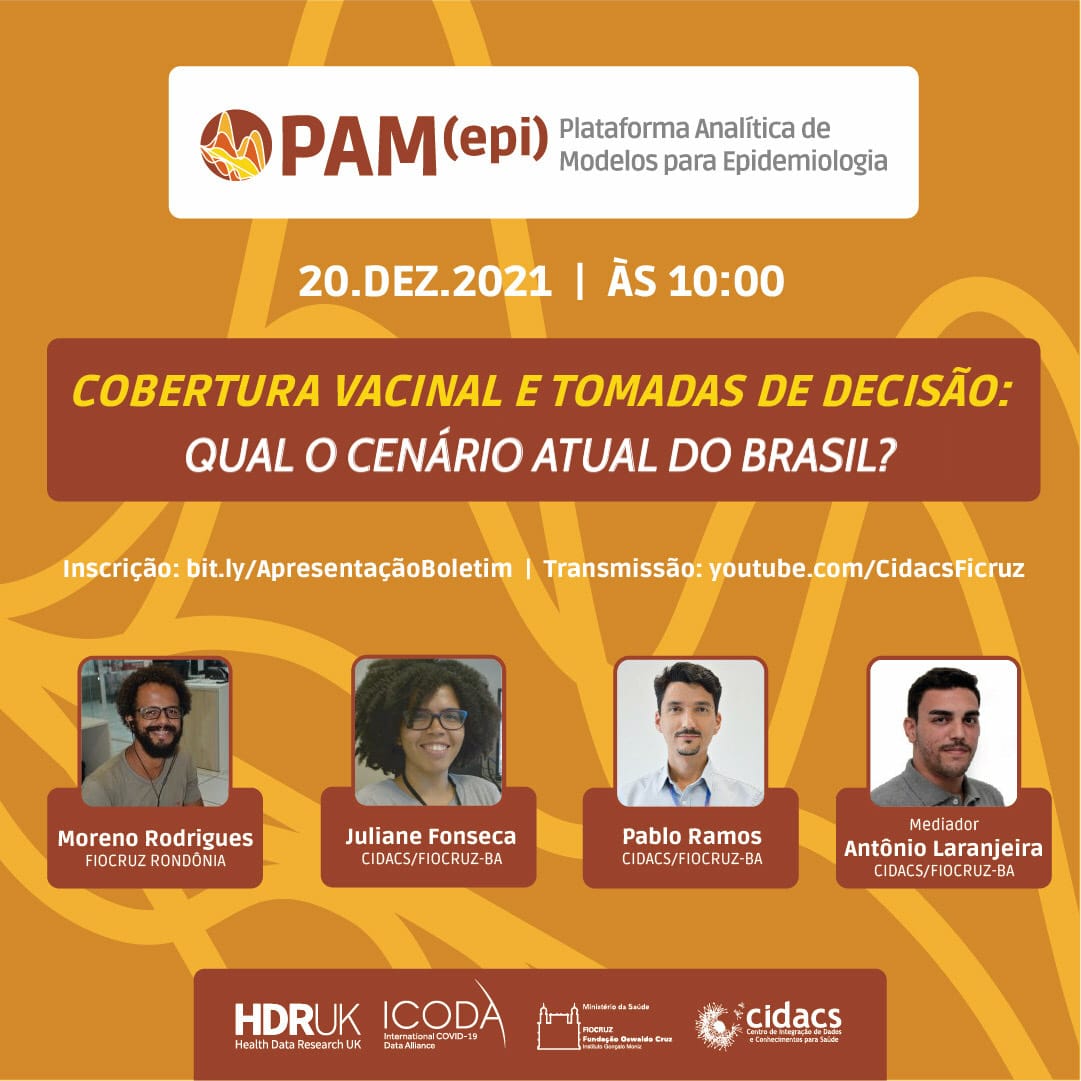 PAM(epi)
Plataforma Analítica de
Modelos para Epidemiologia
20.DEZ.2021 | ÀS 10:00
COBERTURA VACINAL E TOMADAS DE DECISÃO:
QUAL O CENÁRIO ATUAL DO BRASIL?
Inscrição: bit.ly/ApresentaçãoBoletim | Transmissão: youtube.com/CidacsFicruz
Moreno Rodrigues
FIOCRUZ RONDÔNIA
Juliane Fonseca
CIDACS/FIOCRUZ-BA
Pablo Ramos
CIDACS/FIOCRUZ-BA
Mediador
Antônio Laranjeira
CIDACS/FIOCRUZ-BA
HDRUK
Health Data Research UK
ICODA
International COVID-19
Data Alliance
Ministério da Saúde
FIOCRUZ
Fundação Oswaldo Cruz
Instituto Gonçalo Moniz
cidacs
Centro de Integração de Dados
e Conhecimentos para Saúde